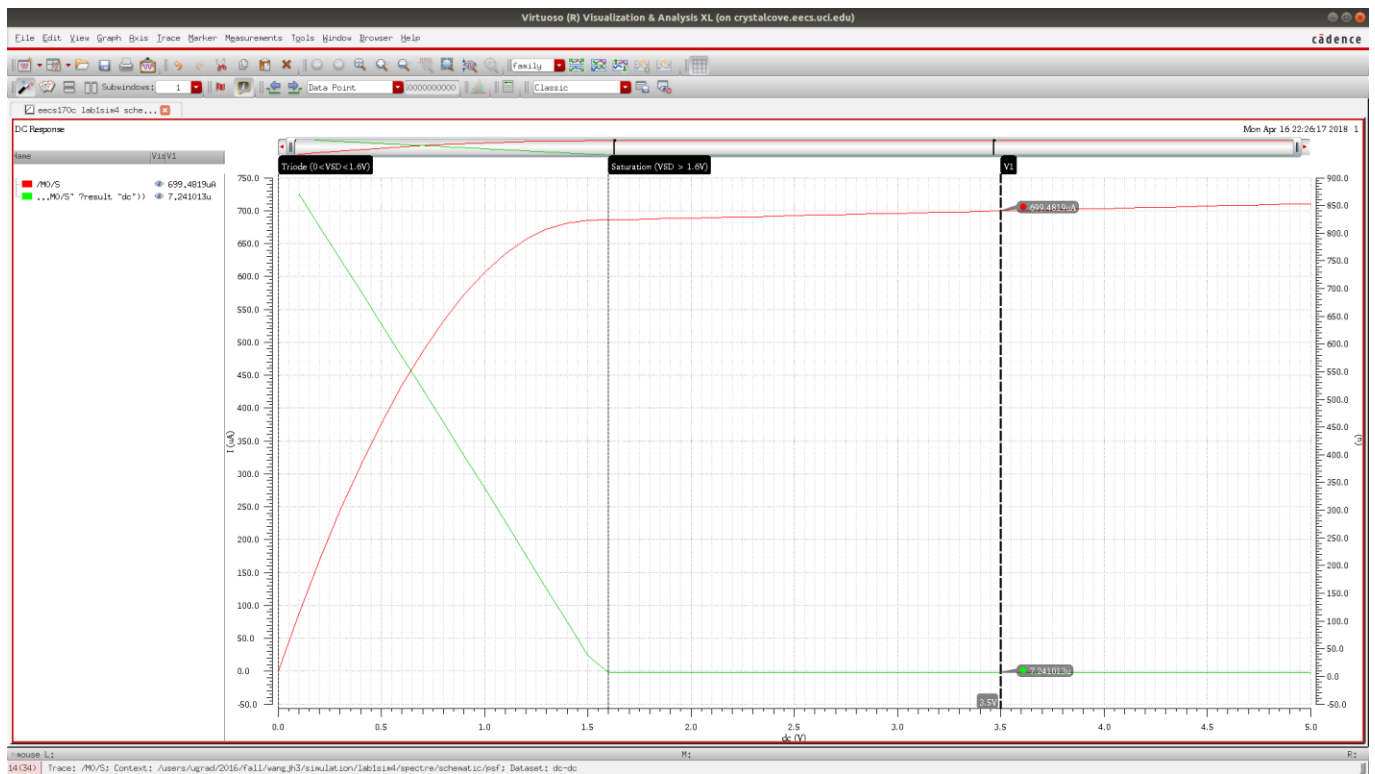 Virtuoso (R) Visualization & Analysis XL (on crystalcove.eecs.uci.edu)
File Edit View Graph Axis Trace Marker Measurements Tools Window Browser Help
cādence
Family
Subwindows: 1
Data Point
Classic
eecs170c lab1sim4 sche...
DC Response
Mon Apr 16 22:26:17 2018 1
Name VisV1
/M0/S 699.4819uA
...M0/S" ?result "dc")) 7.241013u
Triode (0<VSD<1.6V)
Saturation (VSD > 1.6V)
V1
750.0
700.0
650.0
600.0
550.0
500.0
450.0
400.0
350.0
300.0
250.0
200.0
150.0
100.0
50.0
0.0
-50.0
I (uA)
699.4819uA
7.241013u
3.5V
900.0
850.0
800.0
750.0
700.0
650.0
600.0
550.0
500.0
450.0
400.0
350.0
300.0
250.0
200.0
150.0
100.0
50.0
0.0
-50.0
(u)
0.0 0.5 1.0 1.5 2.0 2.5 3.0 3.5 4.0 4.5 5.0
dc (V)
mouse L: M: R:
14(34) Trace: /M0/S; Context: /users/ugrad/2016/fall/wang.jh3/simulation/lab1sim4/spectre/schematic/psf; Dataset: dc-dc